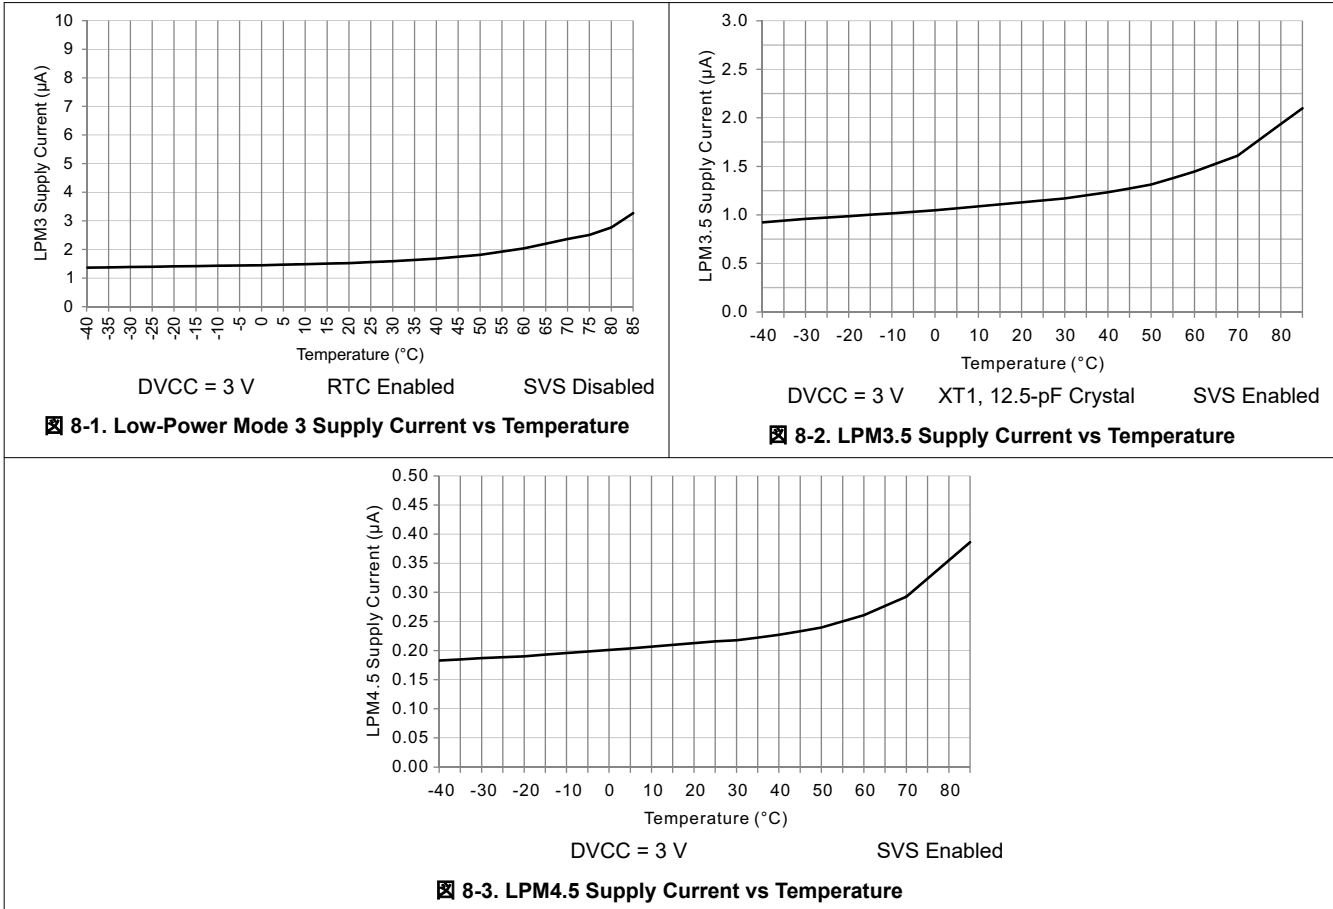 10
9
8
7
6
5
4
3
2
1
0
LPM3 Supply Current (µA)
-40 -35 -30 -25 -20 -15 -10 -5 0 5 10 15 20 25 30 35 40 45 50 55 60 65 70 75 80 85
Temperature (°C)
DVCC = 3 V RTC Enabled SVS Disabled
図 8-1. Low-Power Mode 3 Supply Current vs Temperature
3.0
2.5
2.0
1.5
1.0
0.5
0.0
LPM3.5 Supply Current (µA)
-40 -30 -20 -10 0 10 20 30 40 50 60 70 80
Temperature (°C)
DVCC = 3 V XT1, 12.5-pF Crystal SVS Enabled
図 8-2. LPM3.5 Supply Current vs Temperature
0.50
0.45
0.40
0.35
0.30
0.25
0.20
0.15
0.10
0.05
0.00
LPM4.5 Supply Current (µA)
-40 -30 -20 -10 0 10 20 30 40 50 60 70 80
Temperature (°C)
DVCC = 3 V SVS Enabled
図 8-3. LPM4.5 Supply Current vs Temperature